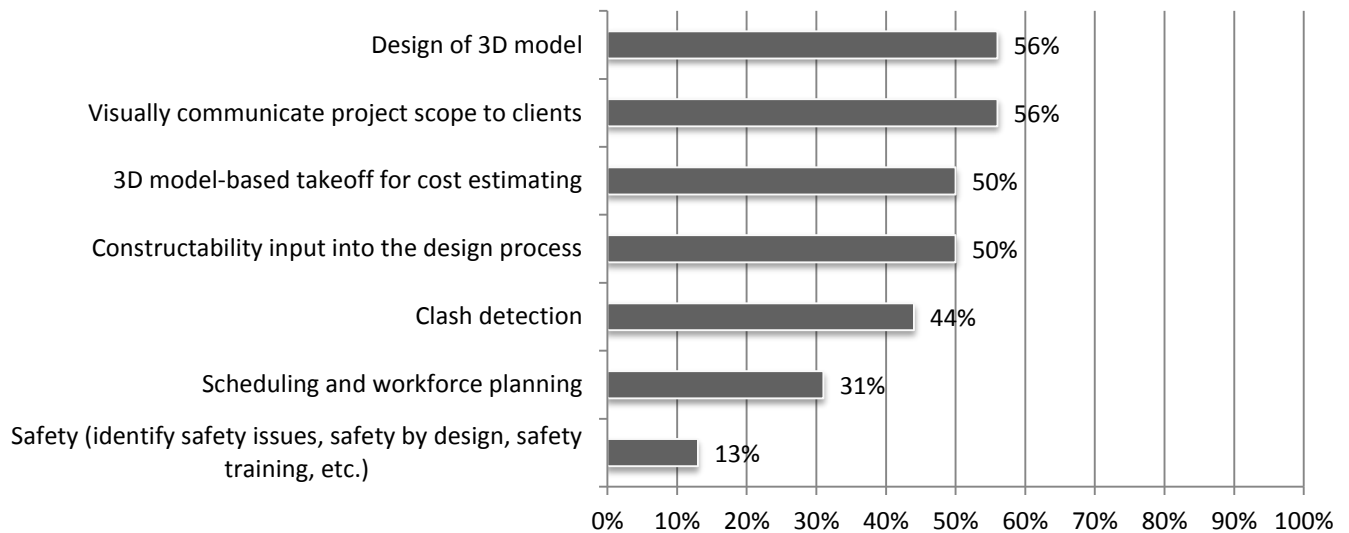 Design of 3D model
56%
Visually communicate project scope to clients
56%
3D model-based takeoff for cost estimating
50%
Constructability input into the design process
50%
Clash detection
44%
Scheduling and workforce planning
31%
Safety (identify safety issues, safety by design, safety
training, etc.)
13%
0% 10% 20% 30% 40% 50% 60% 70% 80% 90% 100%